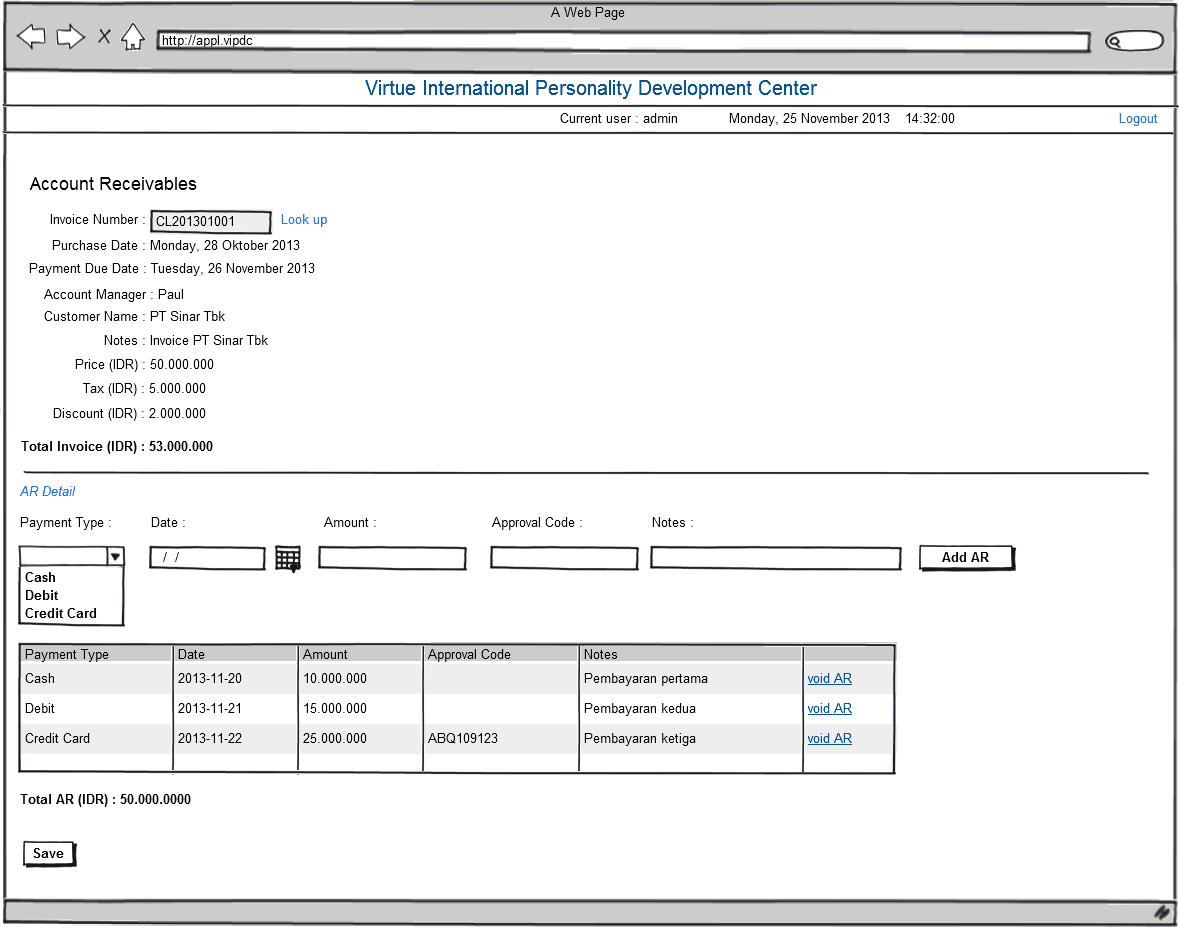 A Web Page
http://appl.vipdc
Virtue International Personality Development Center
Current user : admin Monday, 25 November 2013 14:32:00 Logout
Account Receivables
Invoice Number : CL201301001 Look up
Purchase Date : Monday, 28 Oktober 2013
Payment Due Date : Tuesday, 26 November 2013
Account Manager : Paul
Customer Name : PT Sinar Tbk
Notes : Invoice PT Sinar Tbk
Price (IDR) : 50.000.000
Tax (IDR) : 5.000.000
Discount (IDR) : 2.000.000
Total Invoice (IDR) : 53.000.000
AR Detail
Payment Type : Date : Amount : Approval Code : Notes :
/ / Add AR
Cash
Debit
Credit Card
Payment Type Date Amount Approval Code Notes
Cash 2013-11-20 10.000.000 Pembayaran pertama void AR
Debit 2013-11-21 15.000.000 Pembayaran kedua void AR
Credit Card 2013-11-22 25.000.000 ABQ109123 Pembayaran ketiga void AR
Total AR (IDR) : 50.000.0000
Save